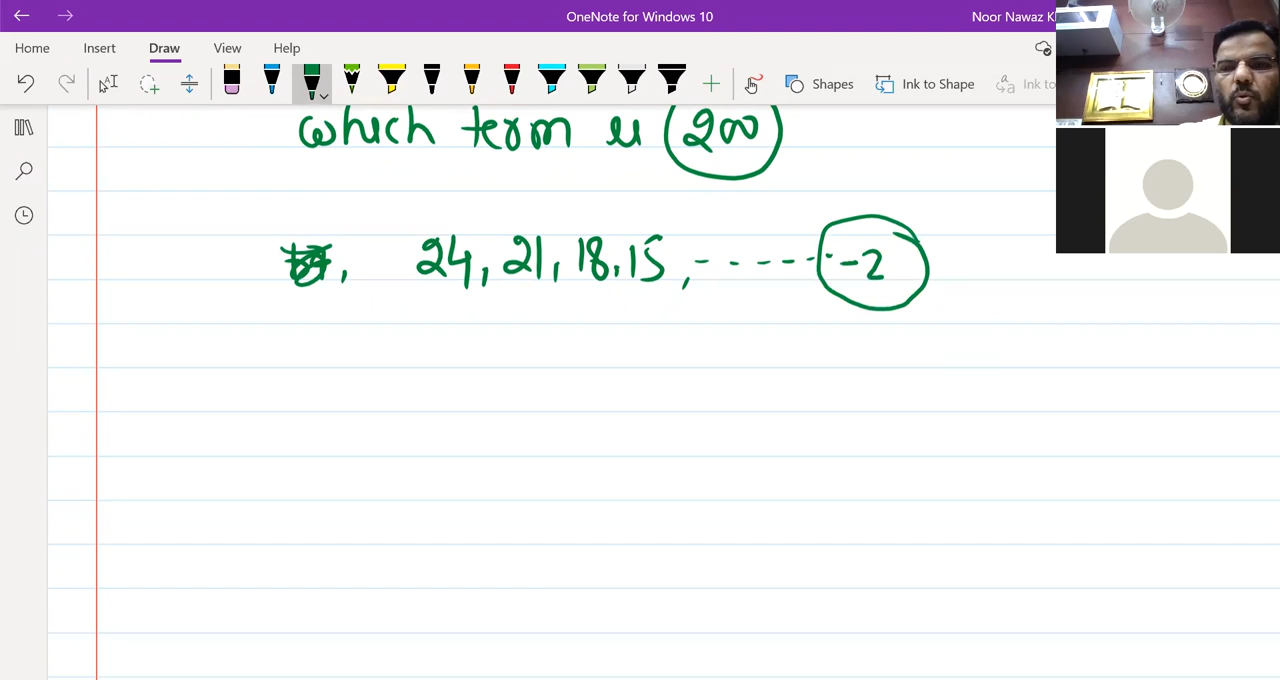 OneNote for Windows 10
Noor Nawaz K
Home Insert Draw View Help
Shapes Ink to Shape Ink to
which term is 200
24, 21, 18, 15, ------ -2